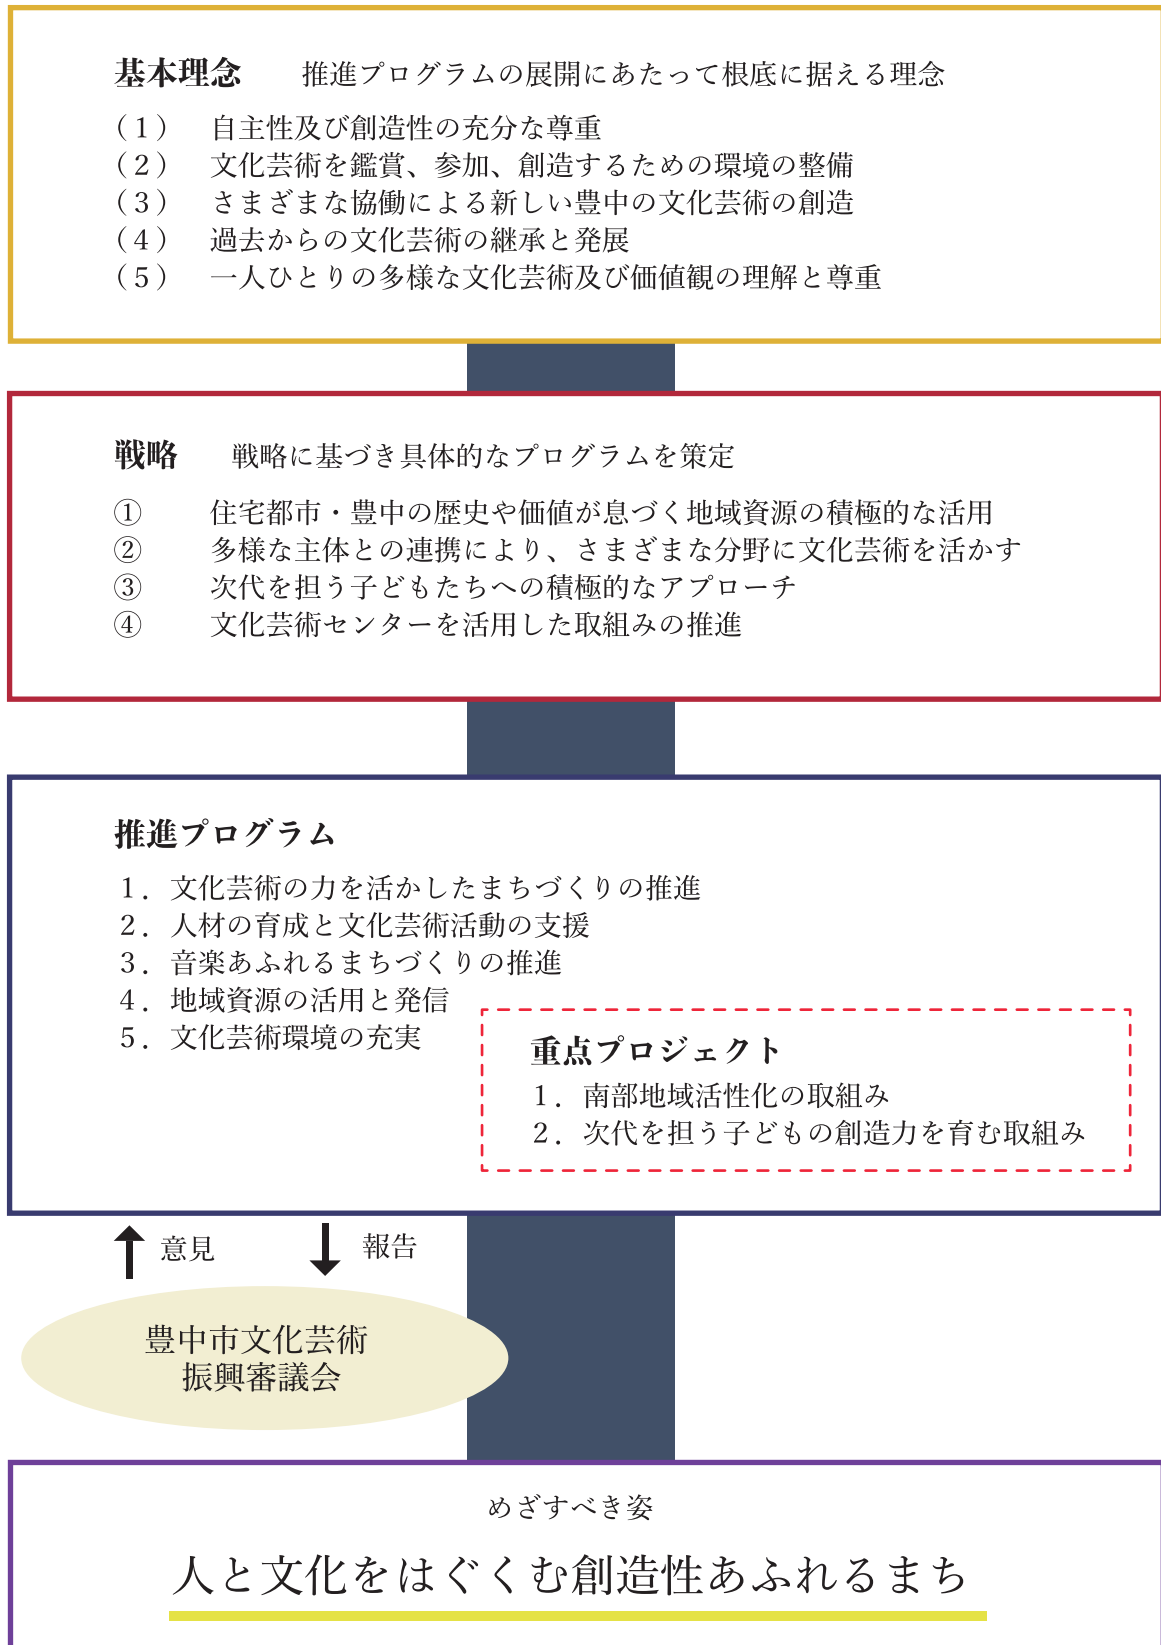 基本理念　推進プログラムの展開にあたって根底に据える理念
（１）　自主性及び創造性の充分な尊重
（２）　文化芸術を鑑賞、参加、創造するための環境の整備
（３）　さまざまな協働による新しい豊中の文化芸術の創造
（４）　過去からの文化芸術の継承と発展
（５）　一人ひとりの多様な文化芸術及び価値観の理解と尊重
戦略　戦略に基づき具体的なプログラムを策定
①　住宅都市・豊中の歴史や価値が息づく地域資源の積極的な活用
②　多様な主体との連携により、さまざまな分野に文化芸術を活かす
③　次代を担う子どもたちへの積極的なアプローチ
④　文化芸術センターを活用した取組みの推進
推進プログラム
１．文化芸術の力を活かしたまちづくりの推進
２．人材の育成と文化芸術活動の支援
３．音楽あふれるまちづくりの推進
４．地域資源の活用と発信
５．文化芸術環境の充実
重点プロジェクト
１．南部地域活性化の取組み
２．次代を担う子どもの創造力を育む取組み
意見
報告
豊中市文化芸術
振興審議会
めざすべき姿
人と文化をはぐくむ創造性あふれるまち